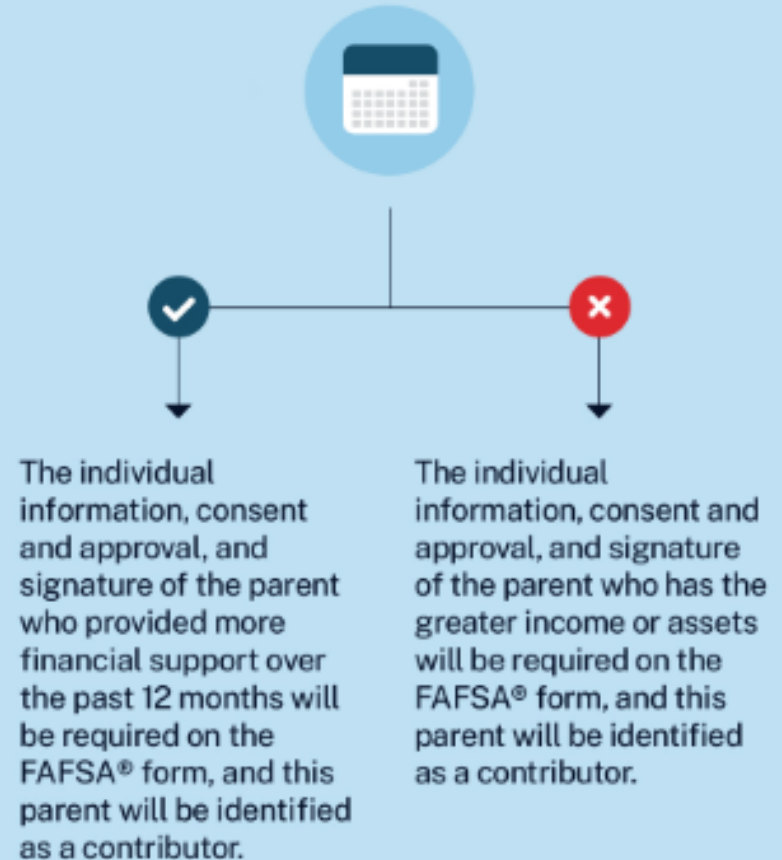 The individual
information, consent
and approval, and
signature of the parent
who provided more
financial support over
the past 12 months will
be required on the
FAFSA® form, and this
parent will be identified
as a contributor.
The individual
information, consent and
approval, and signature
of the parent who has the
greater income or assets
will be required on the
FAFSA® form, and this
parent will be identified
as a contributor.